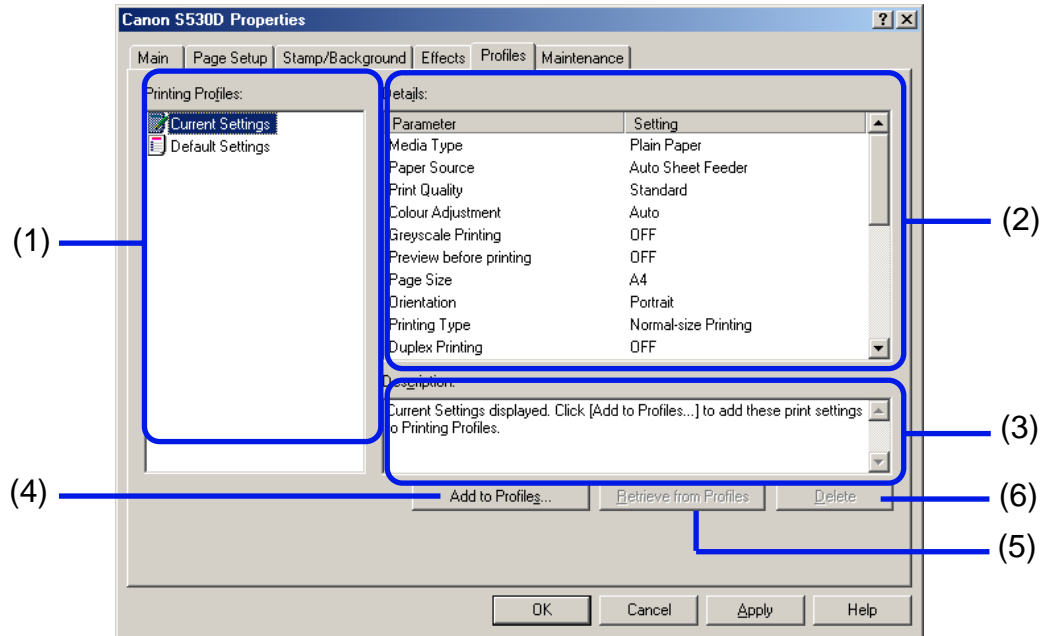 Canon S530D Properties
Main Page Setup Stamp/Background Effects Profiles Maintenance
Printing Profiles:
Current Settings
Default Settings
Details:
Parameter Setting
Media Type Plain Paper
Paper Source Auto Sheet Feeder
Print Quality Standard
Colour Adjustment Auto
Greyscale Printing OFF
Preview before printing OFF
Page Size A4
Orientation Portrait
Printing Type Normal-size Printing
Duplex Printing OFF
Description:
Current Settings displayed. Click [Add to Profiles...] to add these print settings
to Printing Profiles.
Add to Profiles... Retrieve from Profiles Delete
OK Cancel Apply Help
(1)
(2)
(3)
(4)
(6)
(5)